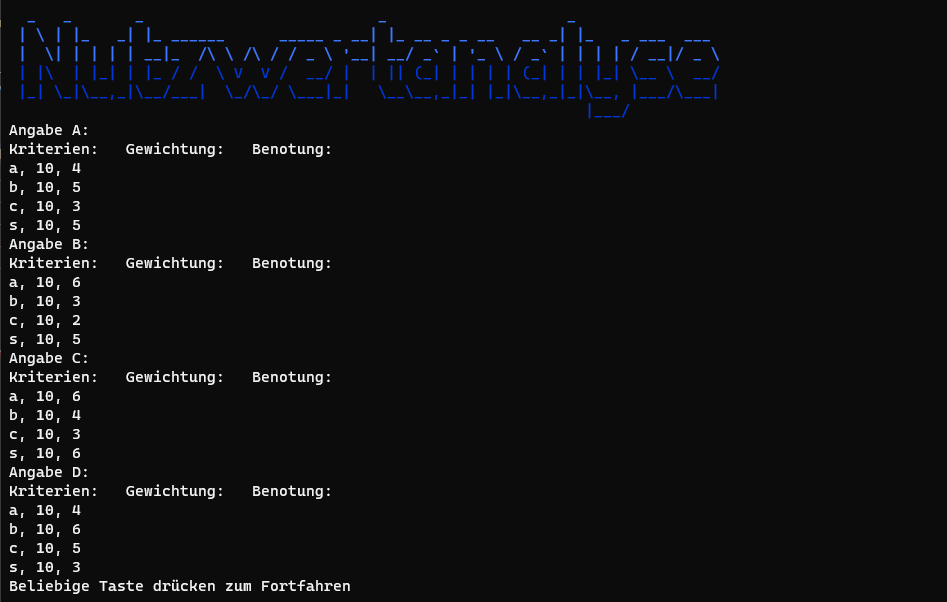 Nutzwertanalyse
Angabe A:
Kriterien:   Gewichtung:   Benotung:
a, 10, 4
b, 10, 5
c, 10, 3
s, 10, 5
Angabe B:
Kriterien:   Gewichtung:   Benotung:
a, 10, 6
b, 10, 3
c, 10, 2
s, 10, 5
Angabe C:
Kriterien:   Gewichtung:   Benotung:
a, 10, 6
b, 10, 4
c, 10, 3
s, 10, 6
Angabe D:
Kriterien:   Gewichtung:   Benotung:
a, 10, 4
b, 10, 6
c, 10, 5
s, 10, 3
Beliebige Taste drücken zum Fortfahren